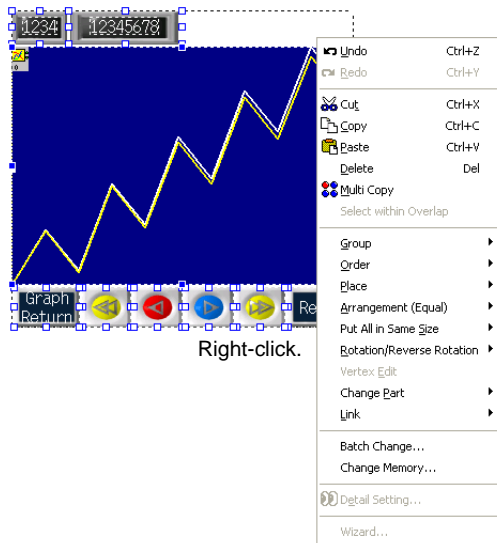 1234 12345678
0
Graph
Return
Re
Right-click.
Undo Ctrl+Z
Redo Ctrl+Y
Cut Ctrl+X
Copy Ctrl+C
Paste Ctrl+V
Delete Del
Multi Copy
Select within Overlap
Group
Order
Place
Arrangement (Equal)
Put All in Same Size
Rotation/Reverse Rotation
Vertex Edit
Change Part
Link
Batch Change...
Change Memory...
Detail Setting...
Wizard...